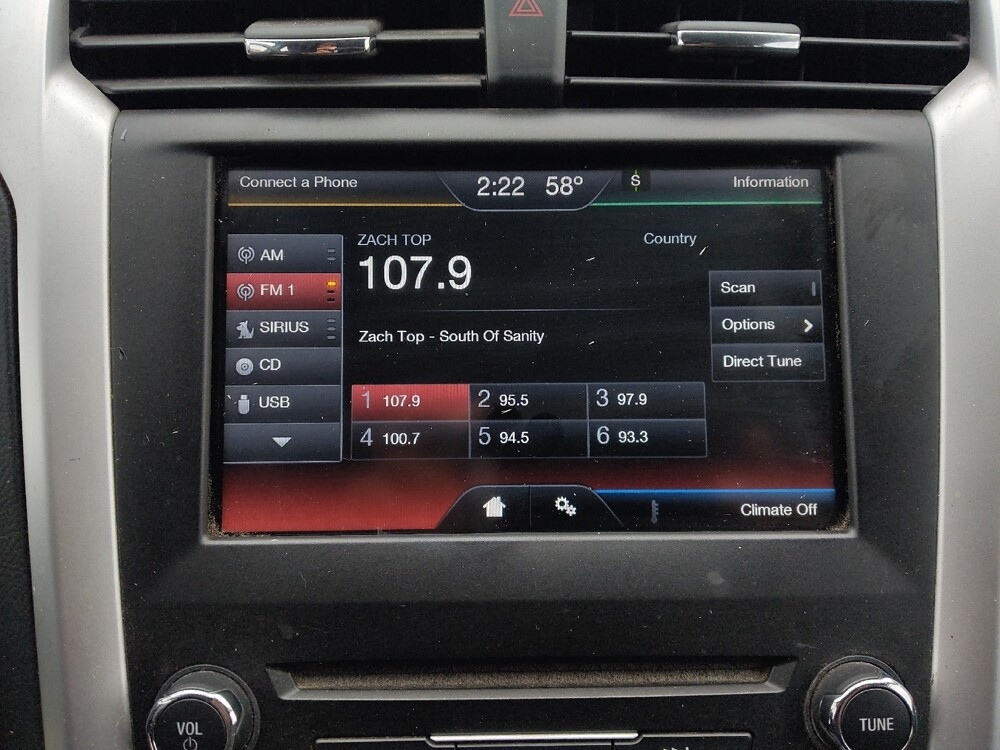 Connect a Phone
2:22 58°
S
Information
AM
FM 1
SIRIUS
CD
USB
ZACH TOP
Country
107.9
Zach Top - South Of Sanity
Scan
Options
Direct Tune
1 107.9 2 95.5 3 97.9
4 100.7 5 94.5 6 93.3
Climate Off
VOL
TUNE